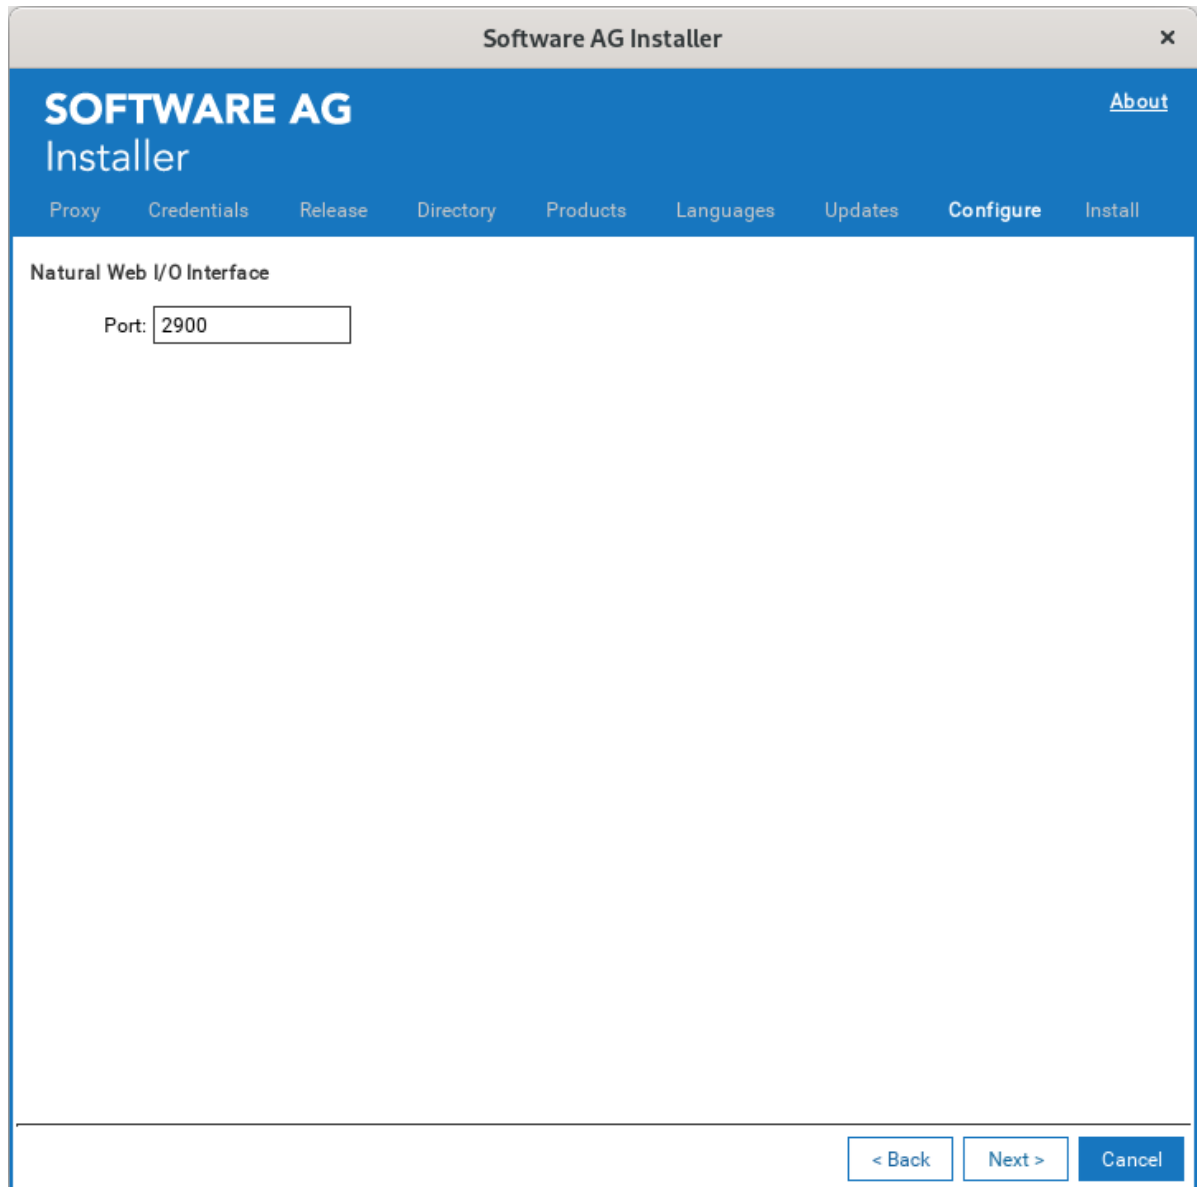 Software AG Installer ×
SOFTWARE AG
Installer
About
Proxy Credentials Release Directory Products Languages Updates Configure Install
Natural Web I/O Interface
Port: 2900
< Back Next > Cancel